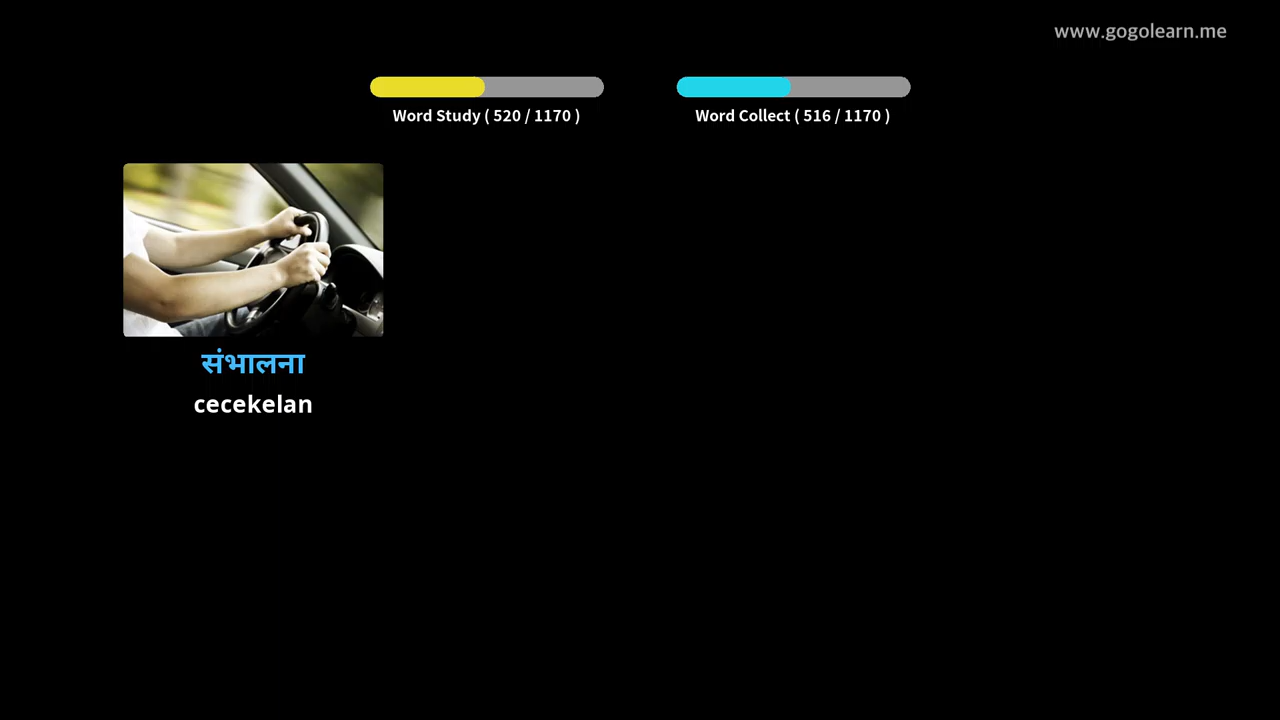 www.gogolearn.me
Word Study ( 520 / 1170 )
Word Collect ( 516 / 1170 )
संभालना
cecekelan